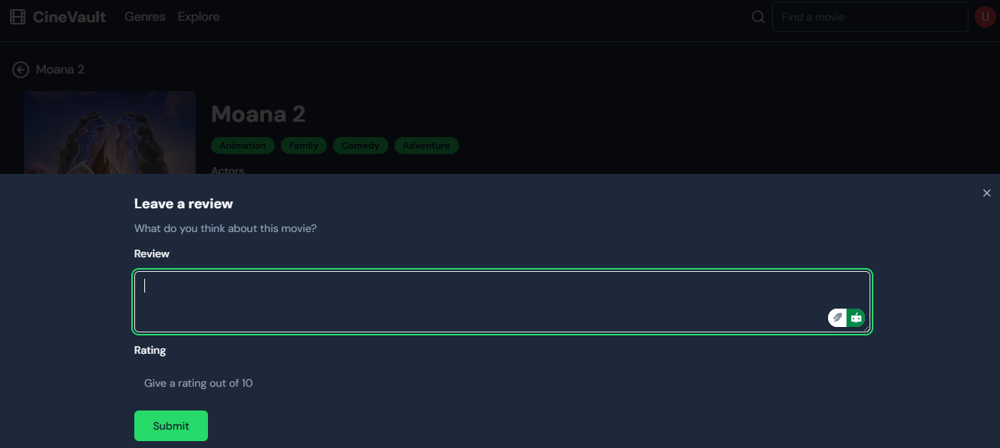 CineVault Genres Explore Find a movie U
Moana 2
Moana 2
Animation Family Comedy Adventure
Actors
Leave a review
What do you think about this movie?
Review
Rating
Give a rating out of 10
Submit